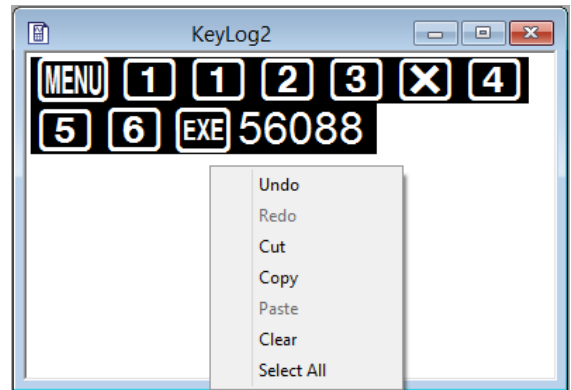 KeyLog2
MENU 1 1 2 3 × 4
5 6 EXE 56088
Undo
Redo
Cut
Copy
Paste
Clear
Select All